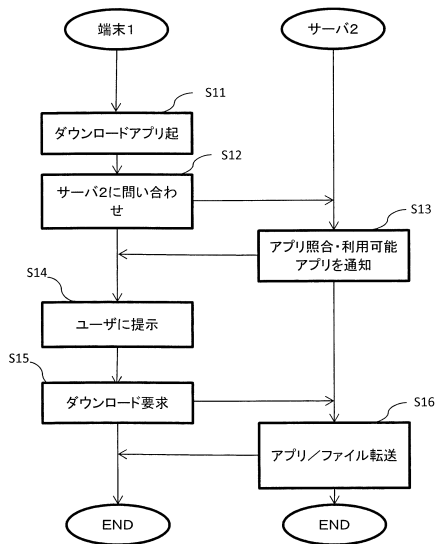 端末1
サーバ2
S11
ダウンロードアプリ起
S12
サーバ2に問い合わ
せ
S13
アプリ照合・利用可能
アプリを通知
S14
ユーザに提示
S15
ダウンロード要求
S16
アプリ／ファイル転送
END
END